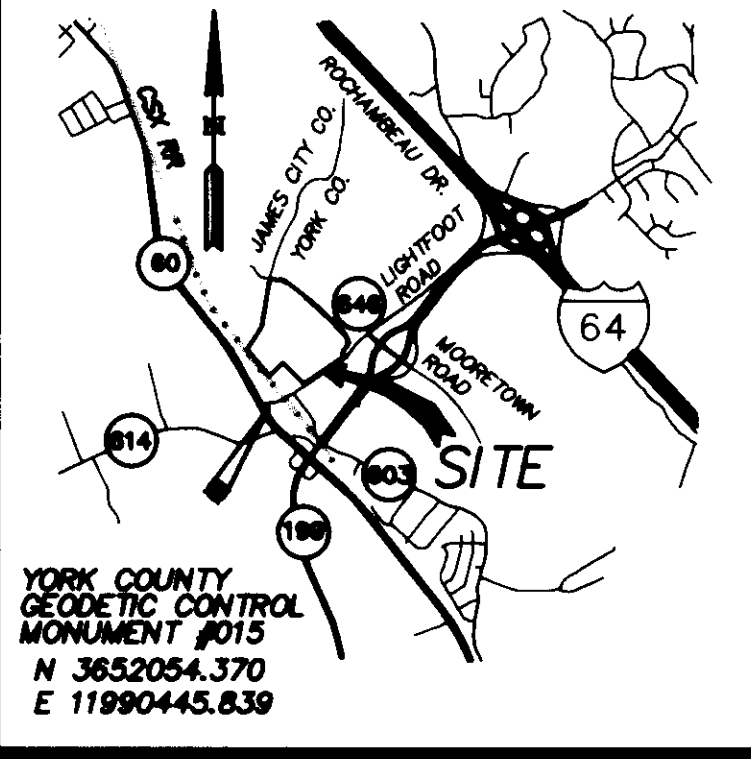 ROCHAMBEAU DR.
CSX RR
N
JAMES CITY CO.
YORK CO.
60
LIGHTFOOT
ROAD
646
64
MOORETOWN
ROAD
614
603
SITE
199
YORK COUNTY
GEODETIC CONTROL
MONUMENT #015
N 3652054.370
E 11990445.839